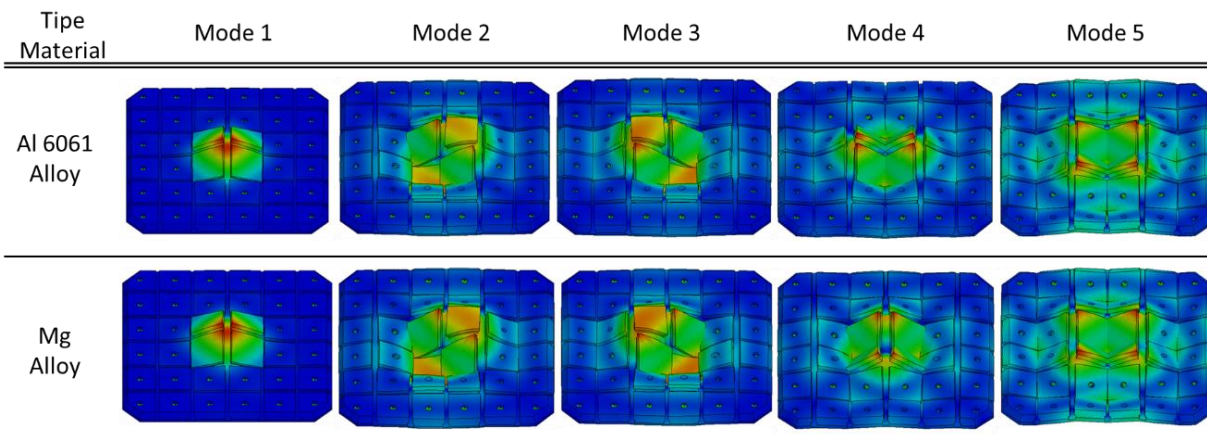 Tipe
Material
Mode 1
Mode 2
Mode 3
Mode 4
Mode 5
Al 6061
Alloy
Mg
Alloy